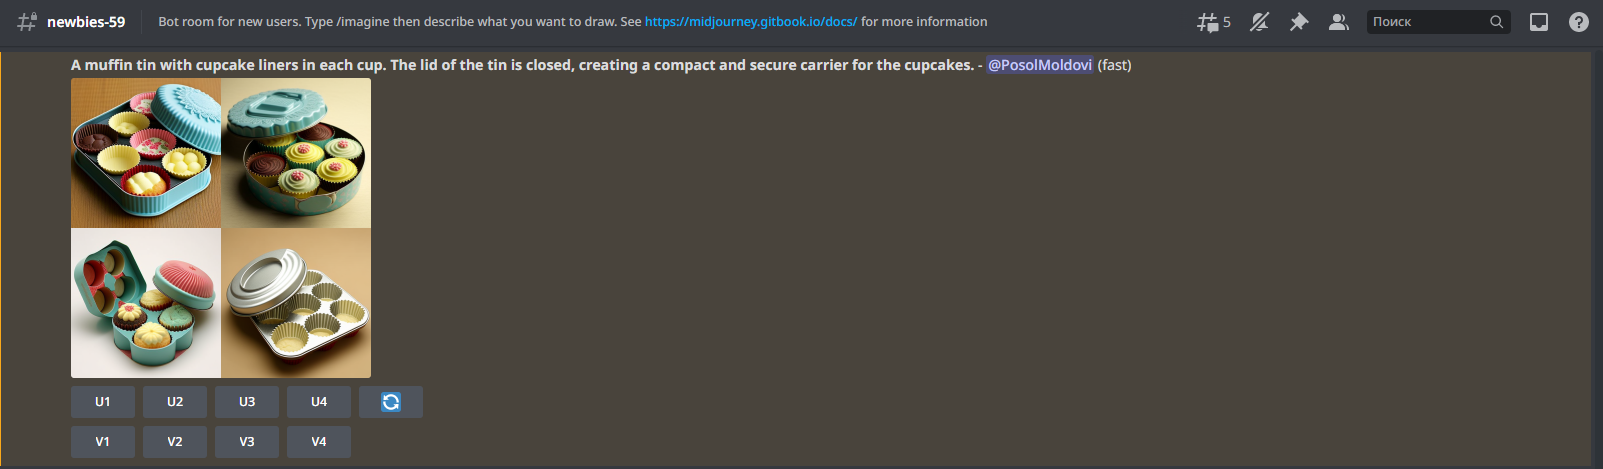 newbies-59
Bot room for new users. Type /imagine then describe what you want to draw. See https://midjourney.gitbook.io/docs/ for more information
5
Поиск
A muffin tin with cupcake liners in each cup. The lid of the tin is closed, creating a compact and secure carrier for the cupcakes. - @PosolMoldovi (fast)
U1 U2 U3 U4
V1 V2 V3 V4